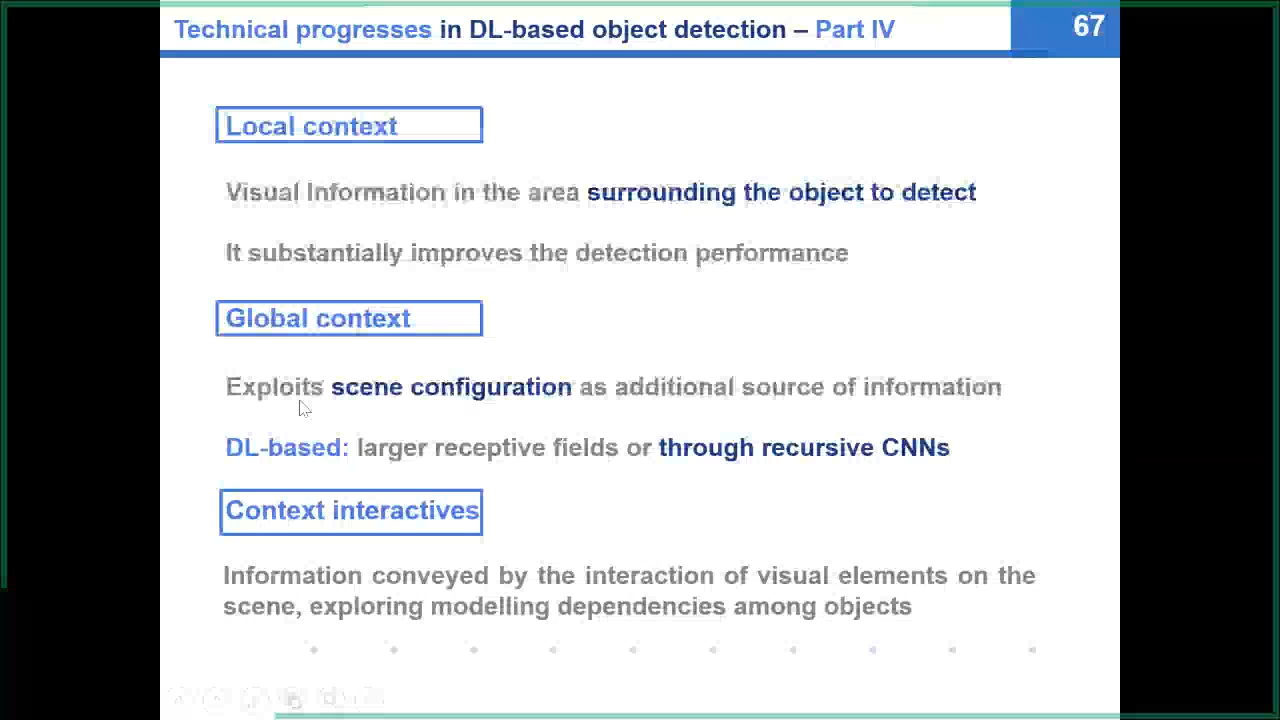 Technical progresses in DL-based object detection – Part IV
67
Local context
Visual Information in the area surrounding the object to detect
It substantially improves the detection performance
Global context
Exploits scene configuration as additional source of information
DL-based: larger receptive fields or through recursive CNNs
Context interactives
Information conveyed by the interaction of visual elements on the
scene, exploring modelling dependencies among objects